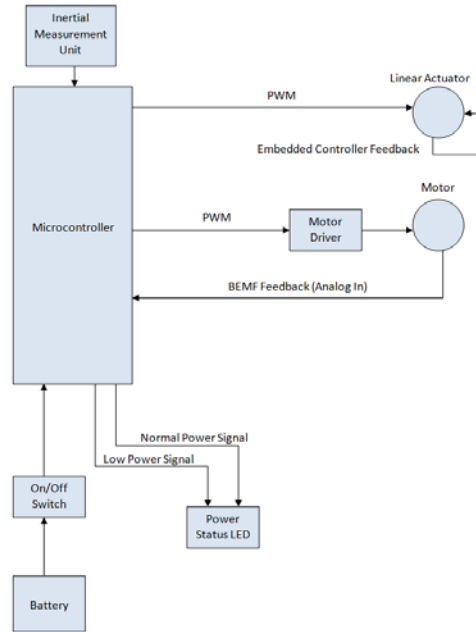 Inertial
Measurement
Unit
Linear Actuator
PWM
Embedded Controller Feedback
Motor
PWM
Motor
Driver
Microcontroller
BEMF Feedback (Analog In)
Normal Power Signal
Low Power Signal
On/Off
Switch
Power
Status LED
Battery